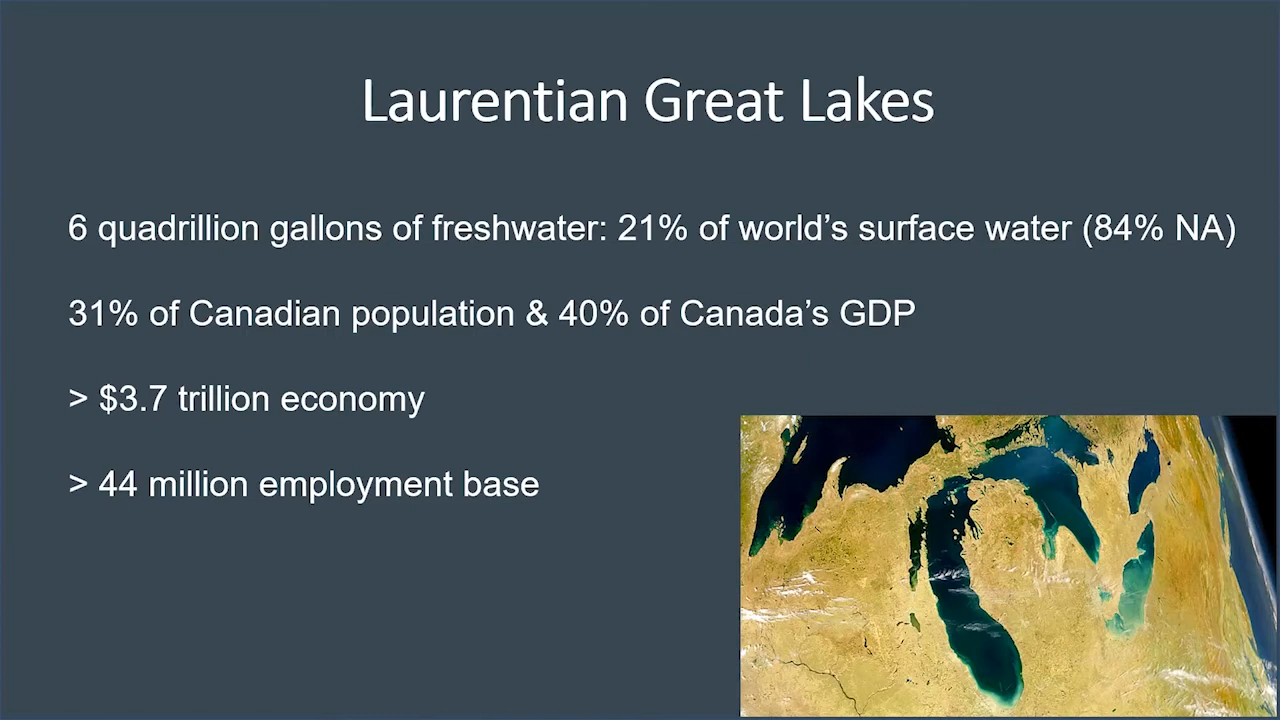 Laurentian Great Lakes
6 quadrillion gallons of freshwater: 21% of world’s surface water (84% NA)
31% of Canadian population & 40% of Canada’s GDP
> $3.7 trillion economy
> 44 million employment base